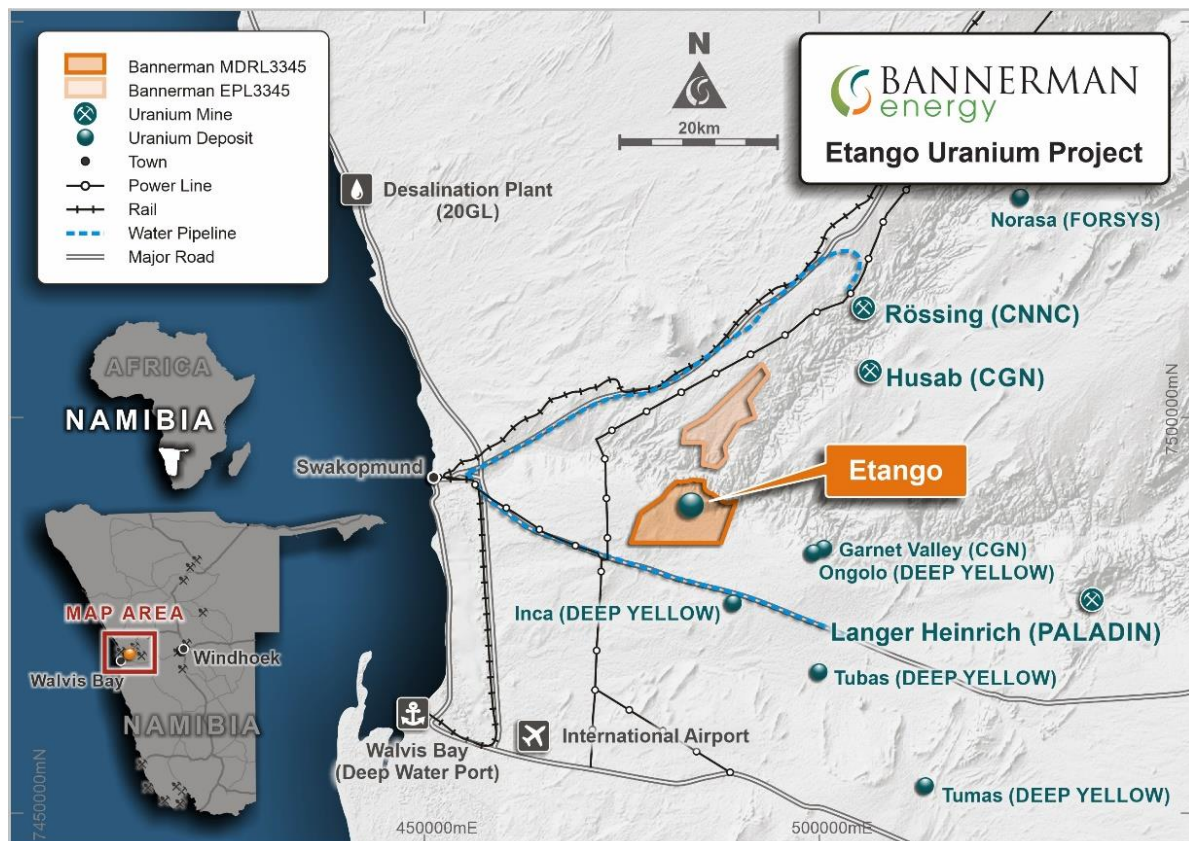 Bannerman MDRL3345
Bannerman EPL3345
Uranium Mine
Uranium Deposit
Town
Power Line
Rail
Water Pipeline
Major Road
N
20km
BANNERMAN
energy
Etango Uranium Project
Desalination Plant
(20GL)
Norasa (FORSYS)
Rössing (CNNC)
Husab (CGN)
AFRICA
NAMIBIA
Swakopmund
Etango
7500000mN
Garnet Valley (CGN)
Ongolo (DEEP YELLOW)
Inca (DEEP YELLOW)
Langer Heinrich (PALADIN)
MAP AREA
Windhoek
Walvis Bay
NAMIBIA
Tubas (DEEP YELLOW)
Walvis Bay
(Deep Water Port)
International Airport
Tumas (DEEP YELLOW)
7450000mN
450000mE
500000mE